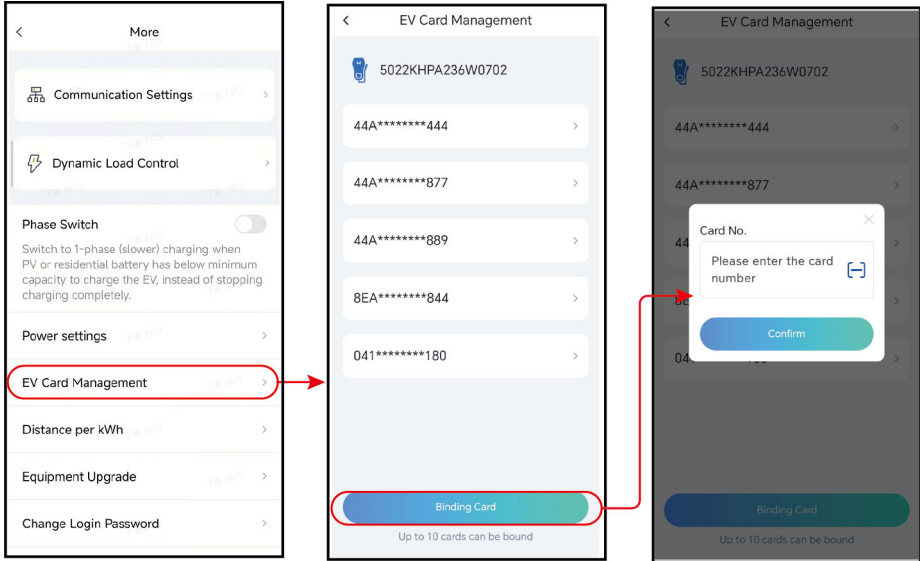 More
Communication Settings
Dynamic Load Control
Phase Switch
Switch to 1-phase (slower) charging when
PV or residential battery has below minimum
capacity to charge the EV, instead of stopping
charging completely.
Power settings
EV Card Management
Distance per kWh
Equipment Upgrade
Change Login Password
EV Card Management
5022KHPA236W0702
44A********444
44A********877
44A********889
8EA********844
041********180
Binding Card
Up to 10 cards can be bound
EV Card Management
5022KHPA236W0702
44A********444
44A********877
44
Card No.
Please enter the card
number
8E
Confirm
04
Binding Card
Up to 10 cards can be bound